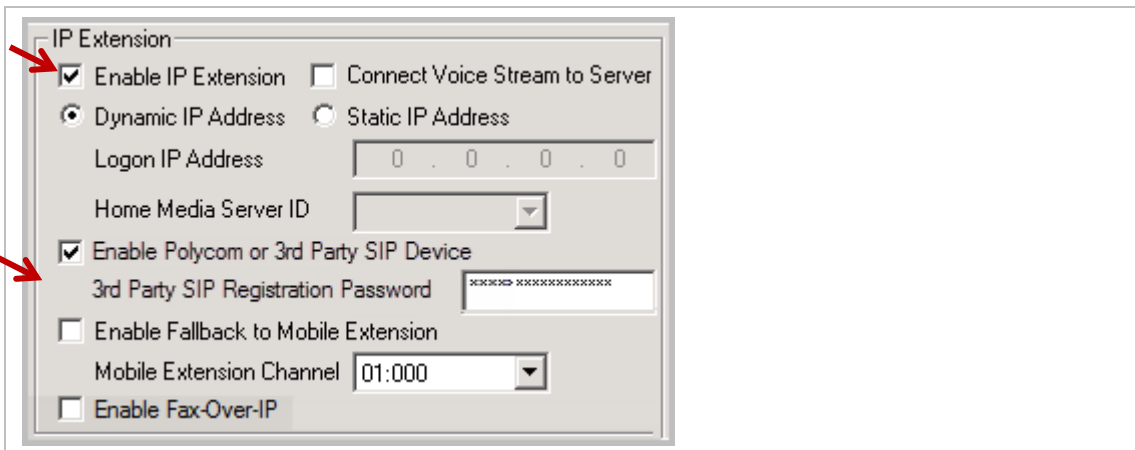 IP Extension
Enable IP Extension Connect Voice Stream to Server
Dynamic IP Address Static IP Address
Logon IP Address 0 . 0 . 0 . 0
Home Media Server ID
Enable Polycom or 3rd Party SIP Device
3rd Party SIP Registration Password ****************
Enable Fallback to Mobile Extension
Mobile Extension Channel 01:000
Enable Fax-Over-IP